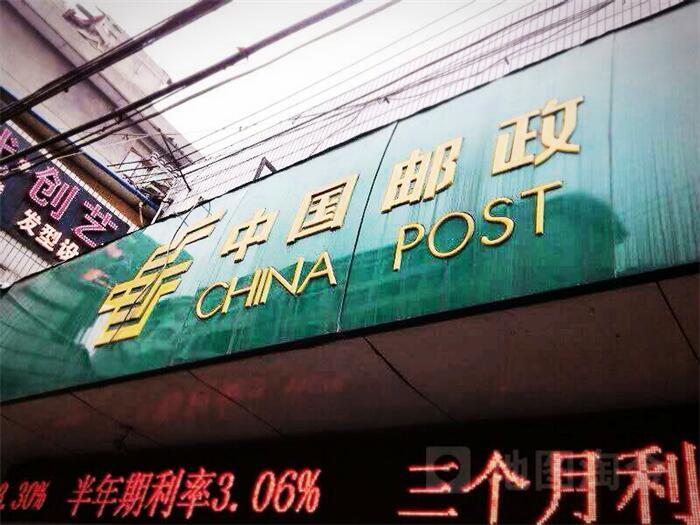 创艺
发型设
中国邮政
CHINA POST
2.30% 半年期利率3.06% 三个月利